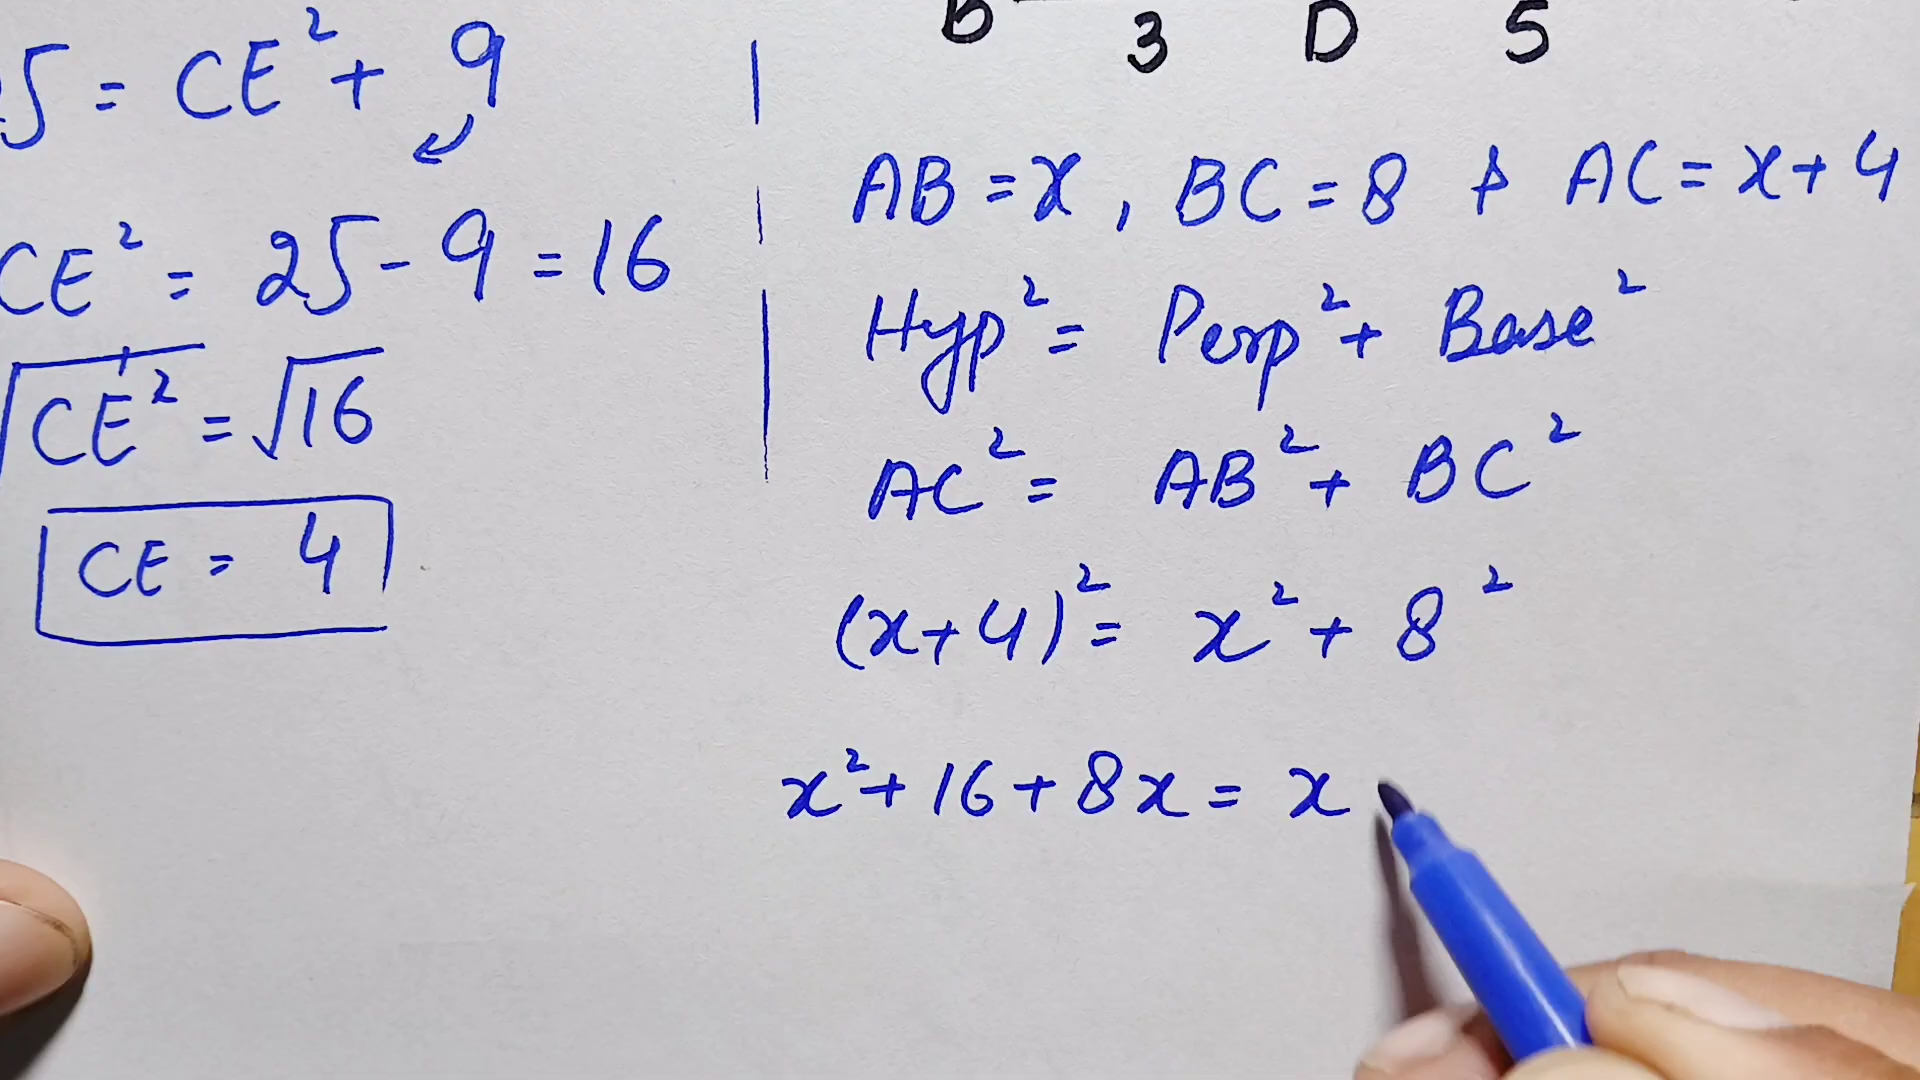 B 3 D 5
5 = CE² + 9
CE² = 25 - 9 = 16
√CE² = √16
CE = 4
AB = x, BC = 8 & AC = x + 4
Hyp² = Perp² + Base²
AC² = AB² + BC²
(x+4)² = x² + 8²
x² + 16 + 8x = x